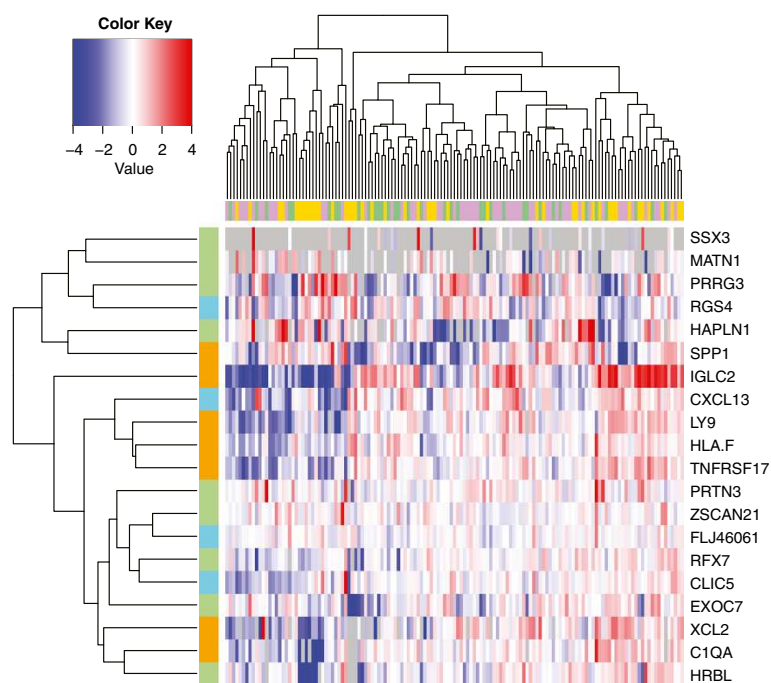 Color Key
−4 −2 0 2 4
Value
SSX3
MATN1
PRRG3
RGS4
HAPLN1
SPP1
IGLC2
CXCL13
LY9
HLA.F
TNFRSF17
PRTN3
ZSCAN21
FLJ46061
RFX7
CLIC5
EXOC7
XCL2
C1QA
HRBL